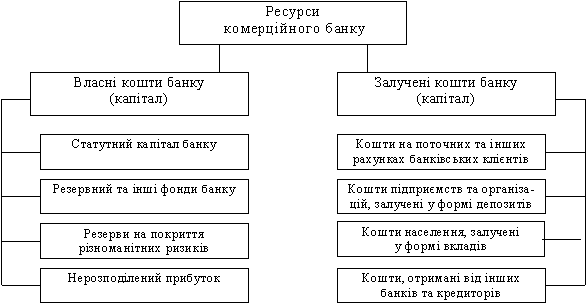 Ресурси
комерційного банку
Власні кошти банку
(капітал)
Статутний капітал банку
Резервний та інші фонди банку
Резерви на покриття
різноманітних ризиків
Нерозподілений прибуток
Залучені кошти банку
(капітал)
Кошти на поточних та інших
рахунках банківських клієнтів
Кошти підприємств та організа-
цій, залучені у формі депозитів
Кошти населення, залучені
у формі вкладів
Кошти, отримані від інших
банків та кредиторів